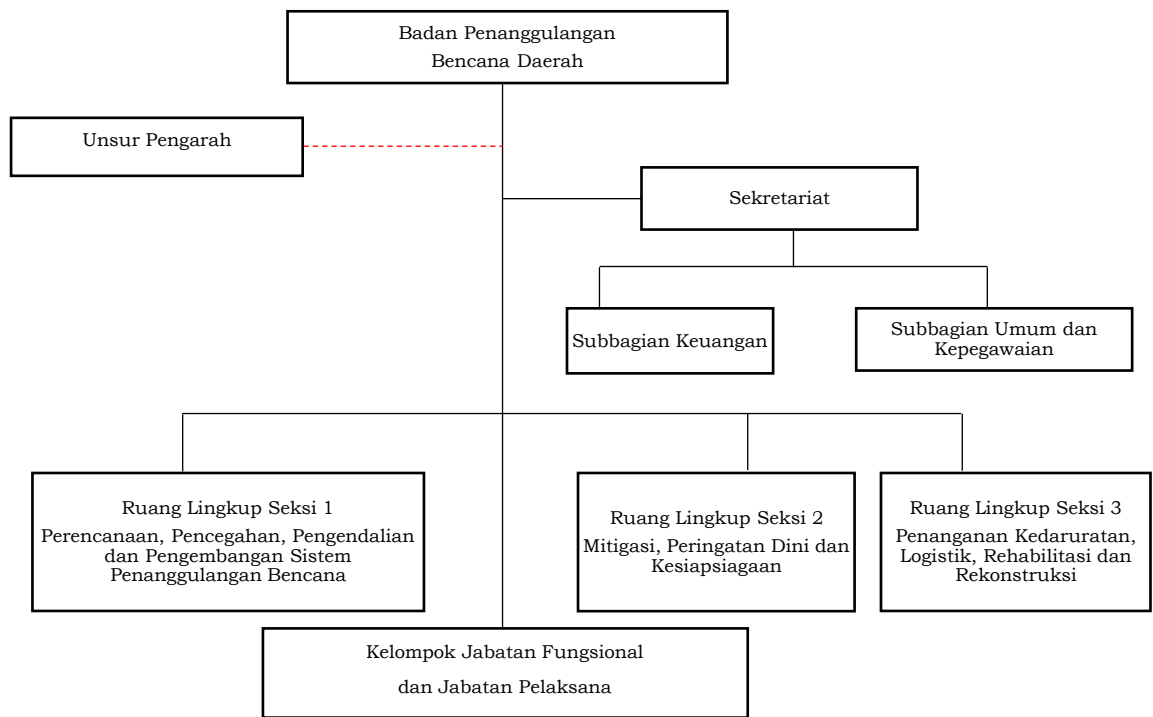 Badan Penanggulangan
Bencana Daerah
Unsur Pengarah
Sekretariat
Subbagian Keuangan
Subbagian Umum dan
Kepegawaian
Ruang Lingkup Seksi 1
Perencanaan, Pencegahan, Pengendalian
dan Pengembangan Sistem
Penanggulangan Bencana
Ruang Lingkup Seksi 2
Mitigasi, Peringatan Dini dan
Kesiapsiagaan
Ruang Lingkup Seksi 3
Penanganan Kedaruratan,
Logistik, Rehabilitasi dan
Rekonstruksi
Kelompok Jabatan Fungsional
dan Jabatan Pelaksana